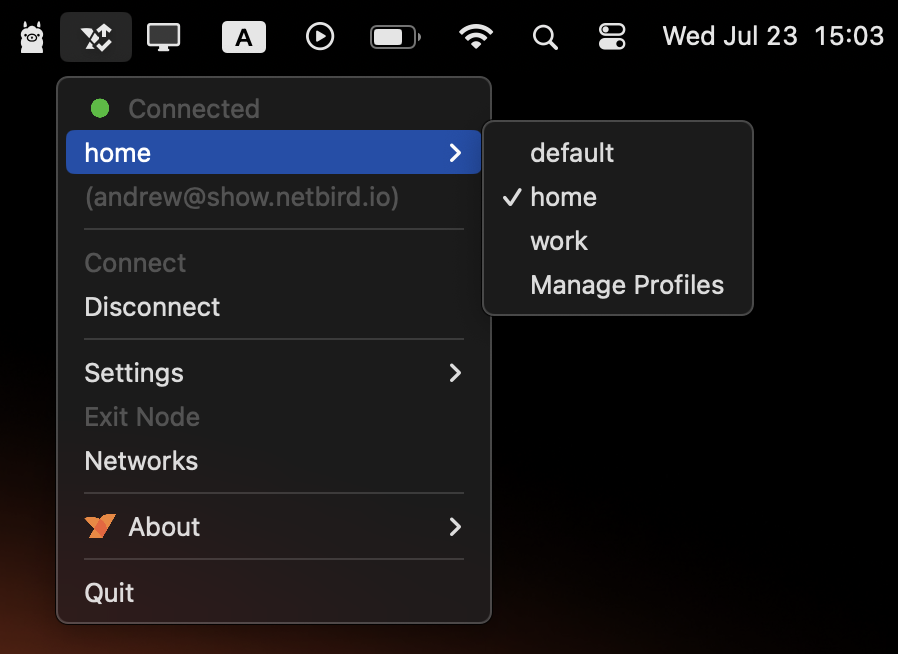 A
Wed Jul 23 15:03
Connected
home
(andrew@show.netbird.io)
Connect
Disconnect
Settings
Exit Node
Networks
About
Quit
default
home
work
Manage Profiles